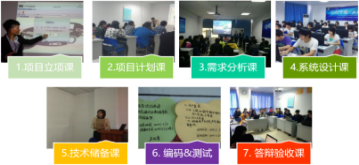 1.项目立项课
2.项目计划课
3.需求分析课
4.系统设计课
5.技术储备课
6. 编码&测试
7. 答辩验收课